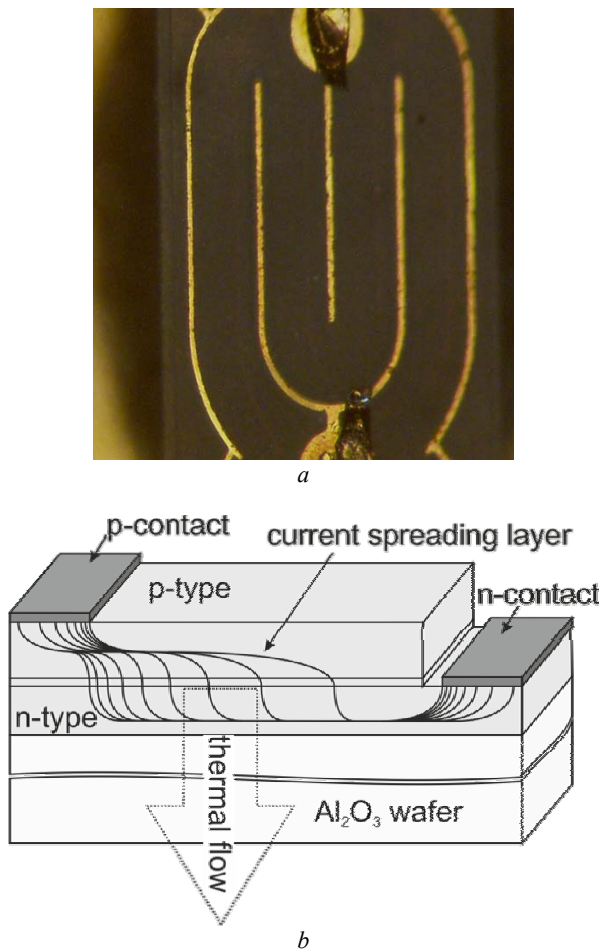 a
p-contact
current spreading layer
p-type
n-contact
n-type
thermal flow
Al₂O₃ wafer
b